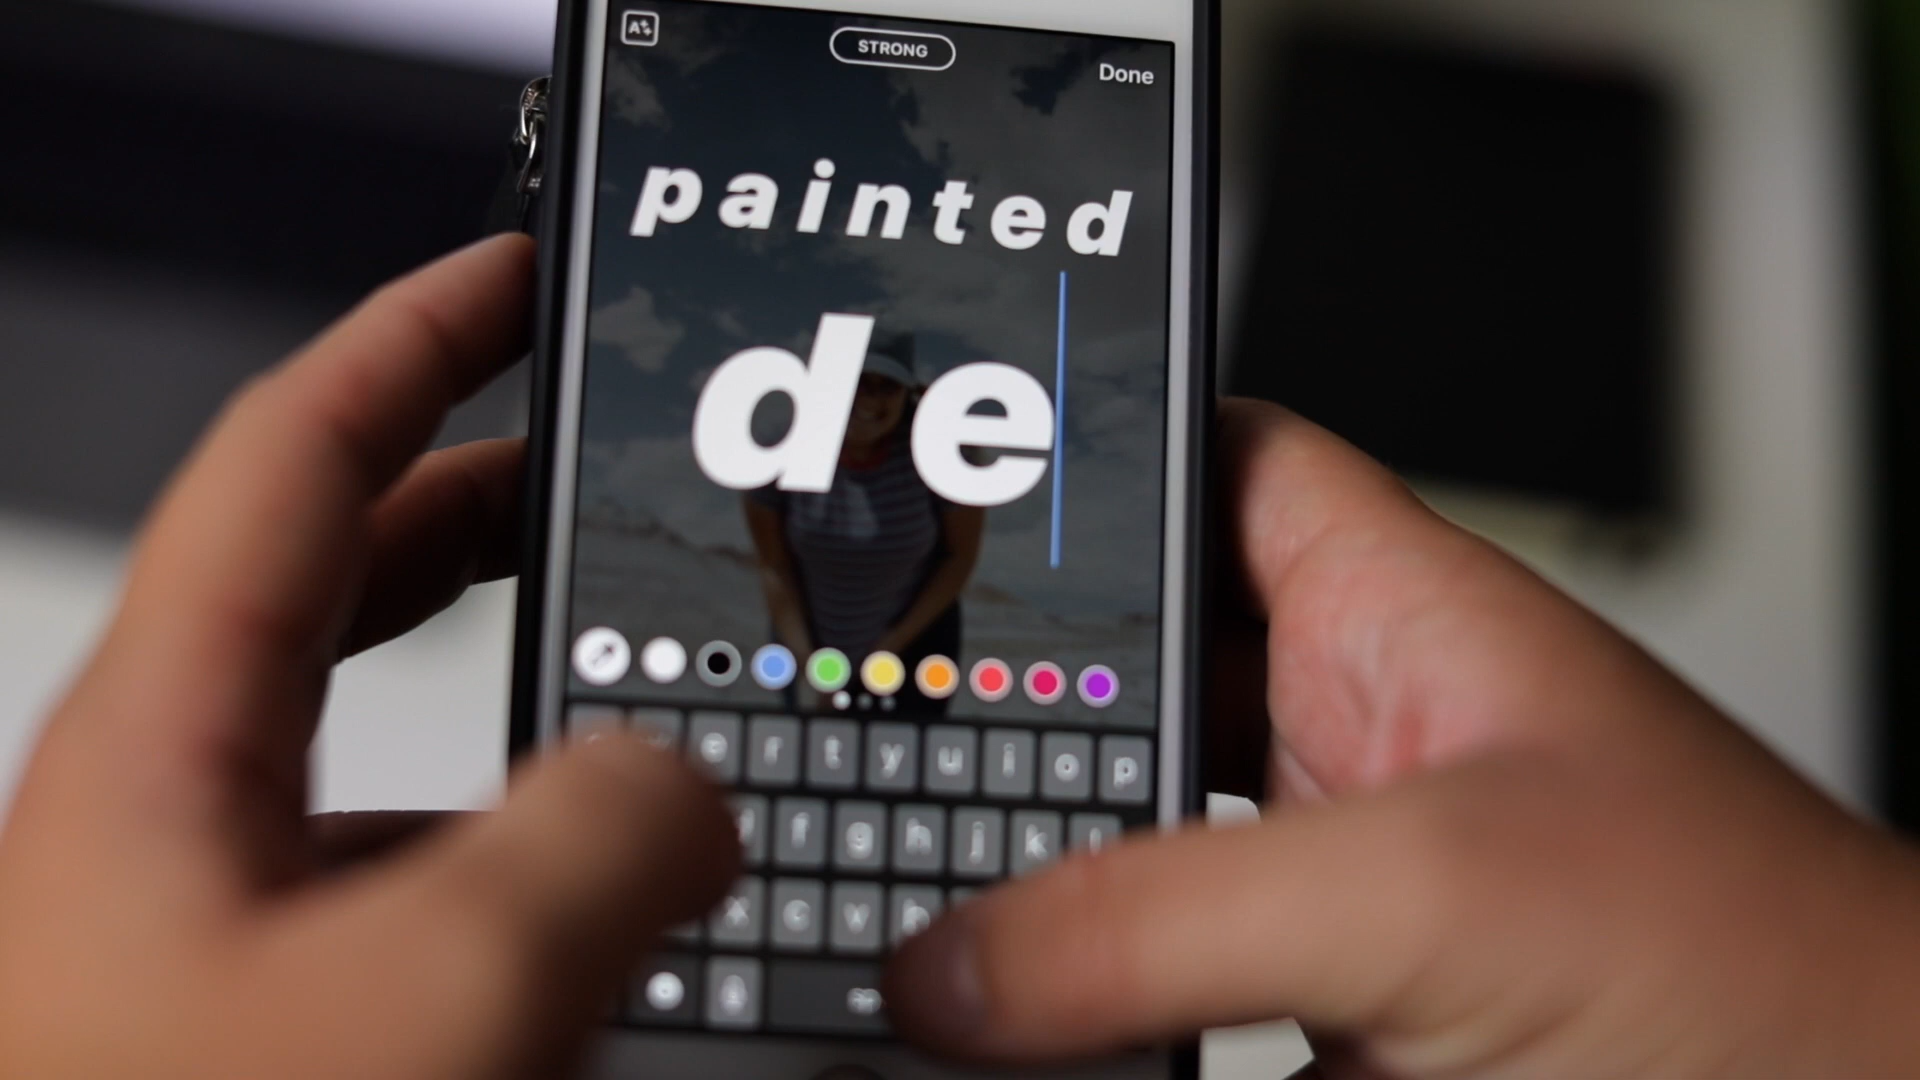 A
STRONG
Done
painted
de
e r t y u i o p
f g h j k l
x c v b